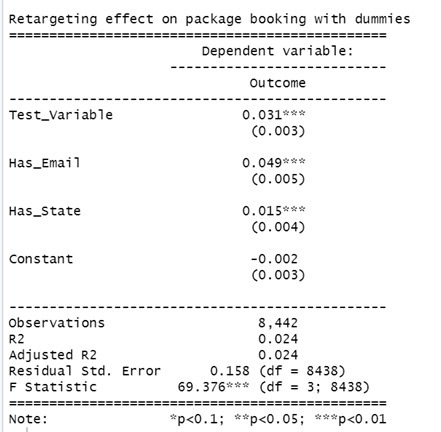 Retargeting effect on package booking with dummies
==================================================
Dependent variable:
---------------------------
Outcome
--------------------------------------------------
Test_Variable 0.031***
(0.003)
Has_Email 0.049***
(0.005)
Has_State 0.015***
(0.004)
Constant -0.002
(0.003)
--------------------------------------------------
Observations 8,442
R2 0.024
Adjusted R2 0.024
Residual Std. Error 0.158 (df = 8438)
F Statistic 69.376*** (df = 3; 8438)
==================================================
Note: *p<0.1; **p<0.05; ***p<0.01